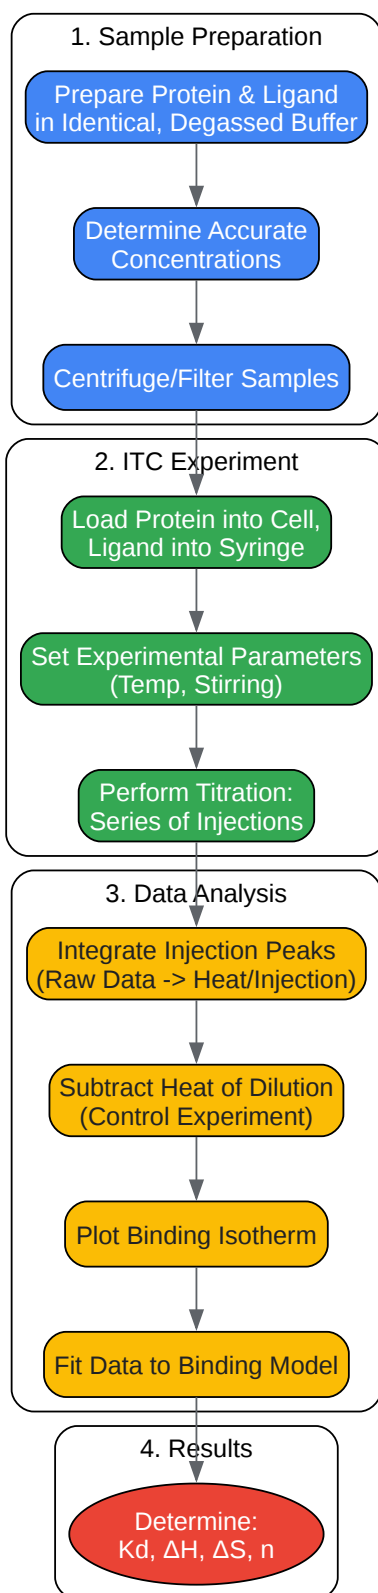 1. Sample Preparation
Prepare Protein & Ligand
in Identical, Degassed Buffer
Determine Accurate
Concentrations
Centrifuge/Filter Samples
2. ITC Experiment
Load Protein into Cell,
Ligand into Syringe
Set Experimental Parameters
(Temp, Stirring)
Perform Titration:
Series of Injections
3. Data Analysis
Integrate Injection Peaks
(Raw Data -> Heat/Injection)
Subtract Heat of Dilution
(Control Experiment)
Plot Binding Isotherm
Fit Data to Binding Model
4. Results
Determine:
Kd, ΔH, ΔS, n